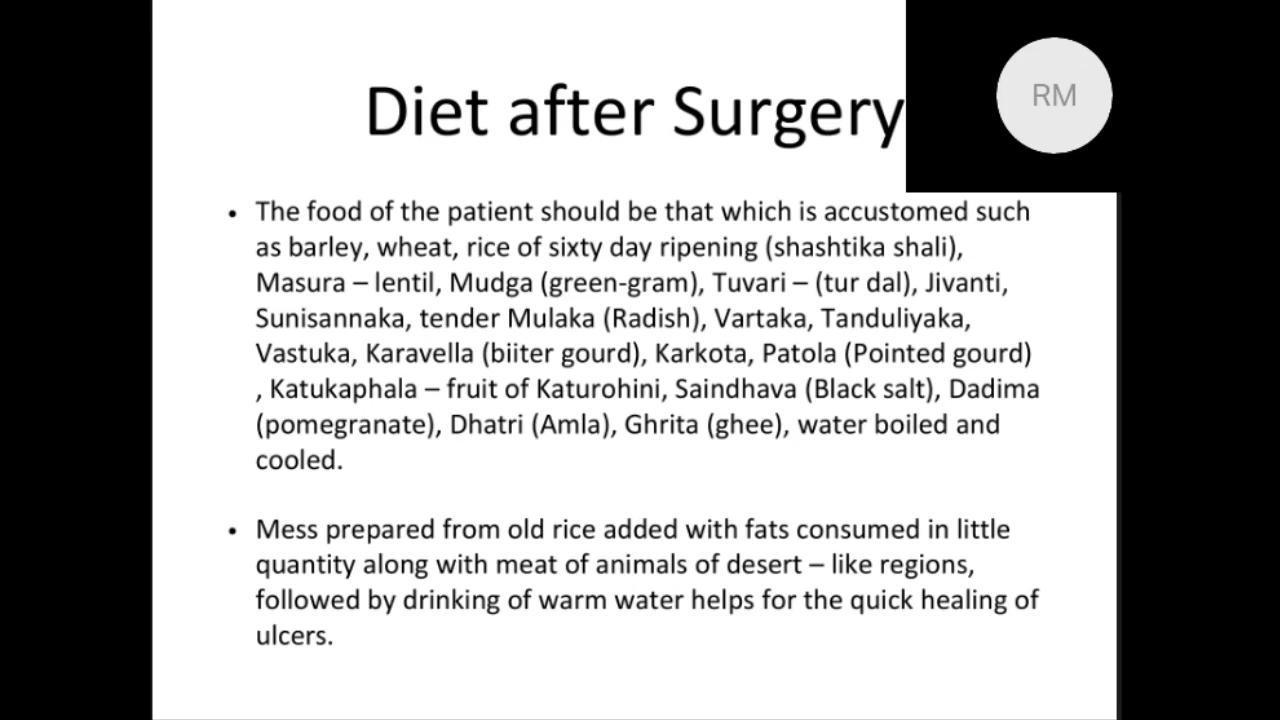 Diet after Surgery
RM
• The food of the patient should be that which is accustomed such
as barley, wheat, rice of sixty day ripening (shashtika shali),
Masura – lentil, Mudga (green-gram), Tuvari – (tur dal), Jivanti,
Sunisannaka, tender Mulaka (Radish), Vartaka, Tanduliyaka,
Vastuka, Karavella (biiter gourd), Karkota, Patola (Pointed gourd)
, Katukaphala – fruit of Katurohini, Saindhava (Black salt), Dadima
(pomegranate), Dhatri (Amla), Ghrita (ghee), water boiled and
cooled.
• Mess prepared from old rice added with fats consumed in little
quantity along with meat of animals of desert – like regions,
followed by drinking of warm water helps for the quick healing of
ulcers.